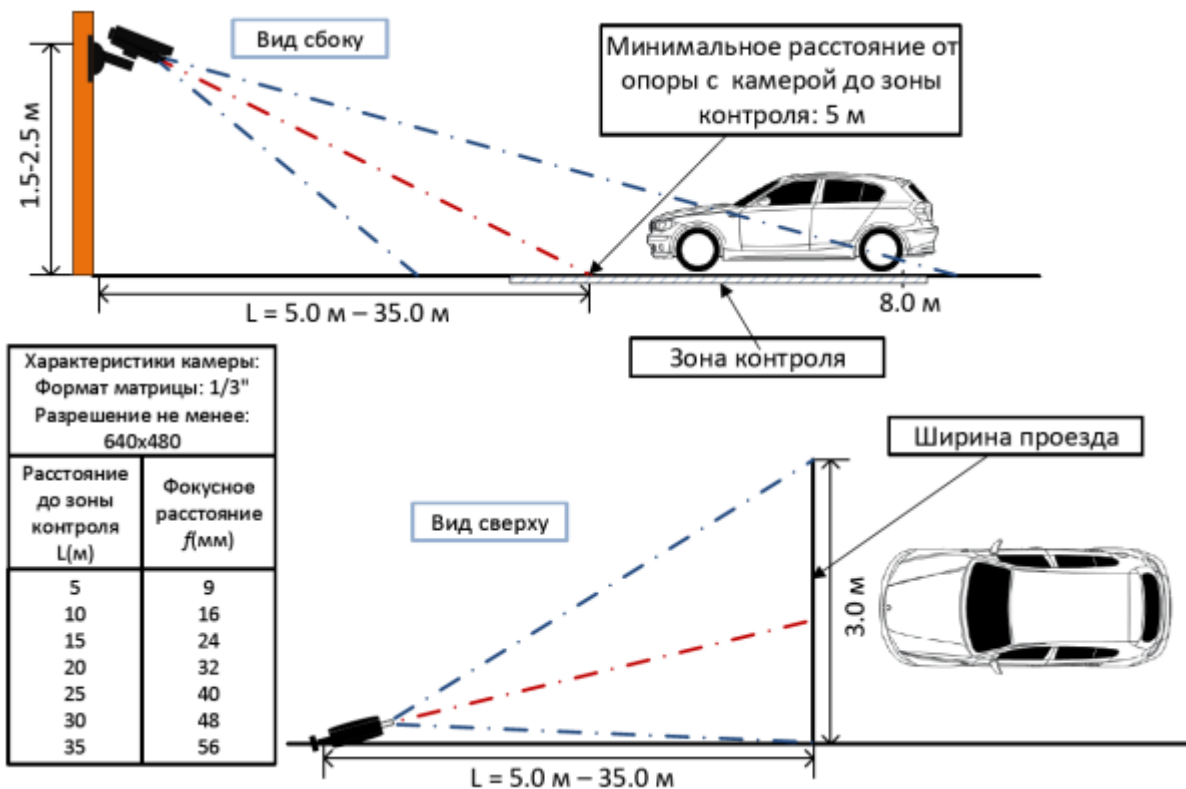 Вид сбоку
Минимальное расстояние от
опоры с камерой до зоны
контроля: 5 м
1.5-2.5 м
L = 5.0 м – 35.0 м
8.0 м
Зона контроля
Характеристики камеры:
Формат матрицы: 1/3"
Разрешение не менее:
640x480
Расстояние
до зоны
контроля
L(м)
Фокусное
расстояние
f(мм)
5 9
10 16
15 24
20 32
25 40
30 48
35 56
Ширина проезда
Вид сверху
3.0 м
L = 5.0 м – 35.0 м